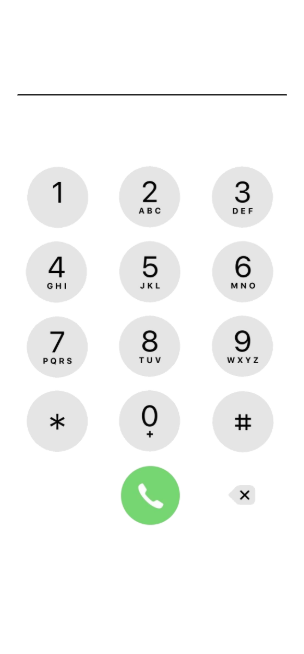 1 2 3
ABC DEF
4 5 6
GHI JKL MNO
7 8 9
PQRS TUV WXYZ
* 0 #
+